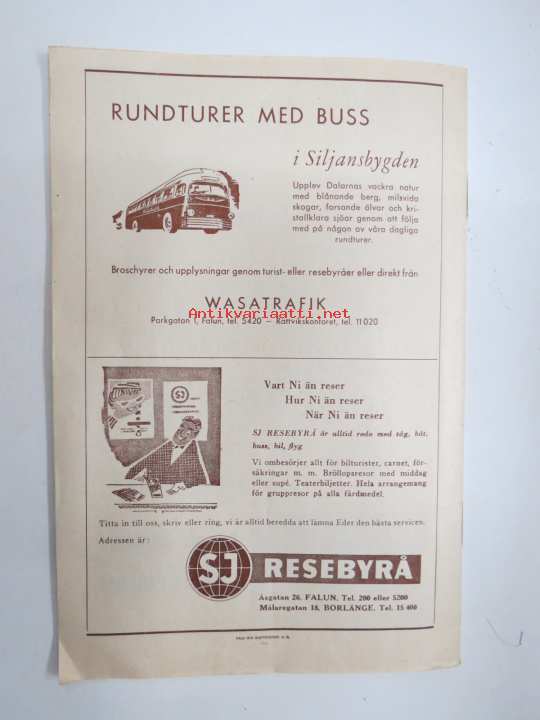 RUNDTURER MED BUSS
i Siljansbygden
Upplev Dalarnas vackra natur
med blånande berg, milsvida
skogar, forsande älvar och kri-
stallklara sjöar genom att följa
med på någon av våra dagliga
rundturer.
Broschyrer och upplysningar genom turist- eller resebyråer eller direkt från
WASATRAFIK
Antikvariaatti.net
Parkgatan 1, Falun, tel. 5420 — Rättvikskontoret, tel. 11020
SJ
Vart Ni än reser
Hur Ni än reser
När Ni än reser
SJ RESEBYRÅ är alltid redo med tåg, båt,
buss, bil, flyg
Vi ombesörjer allt för bilturister, carnet, för-
säkringar m. m. Bröllopsresor med middag
eller supé. Teaterbiljetter. Hela arrangemang
för gruppresor på alla färdmedel.
Titta in till oss, skriv eller ring, vi är alltid beredda att lämna Eder den bästa servicen.
Adressen är:
SJ RESEBYRÅ
Åsgatan 26, FALUN. Tel. 200 eller 5200
Målaregatan 18, BORLÄNGE. Tel. 15 400